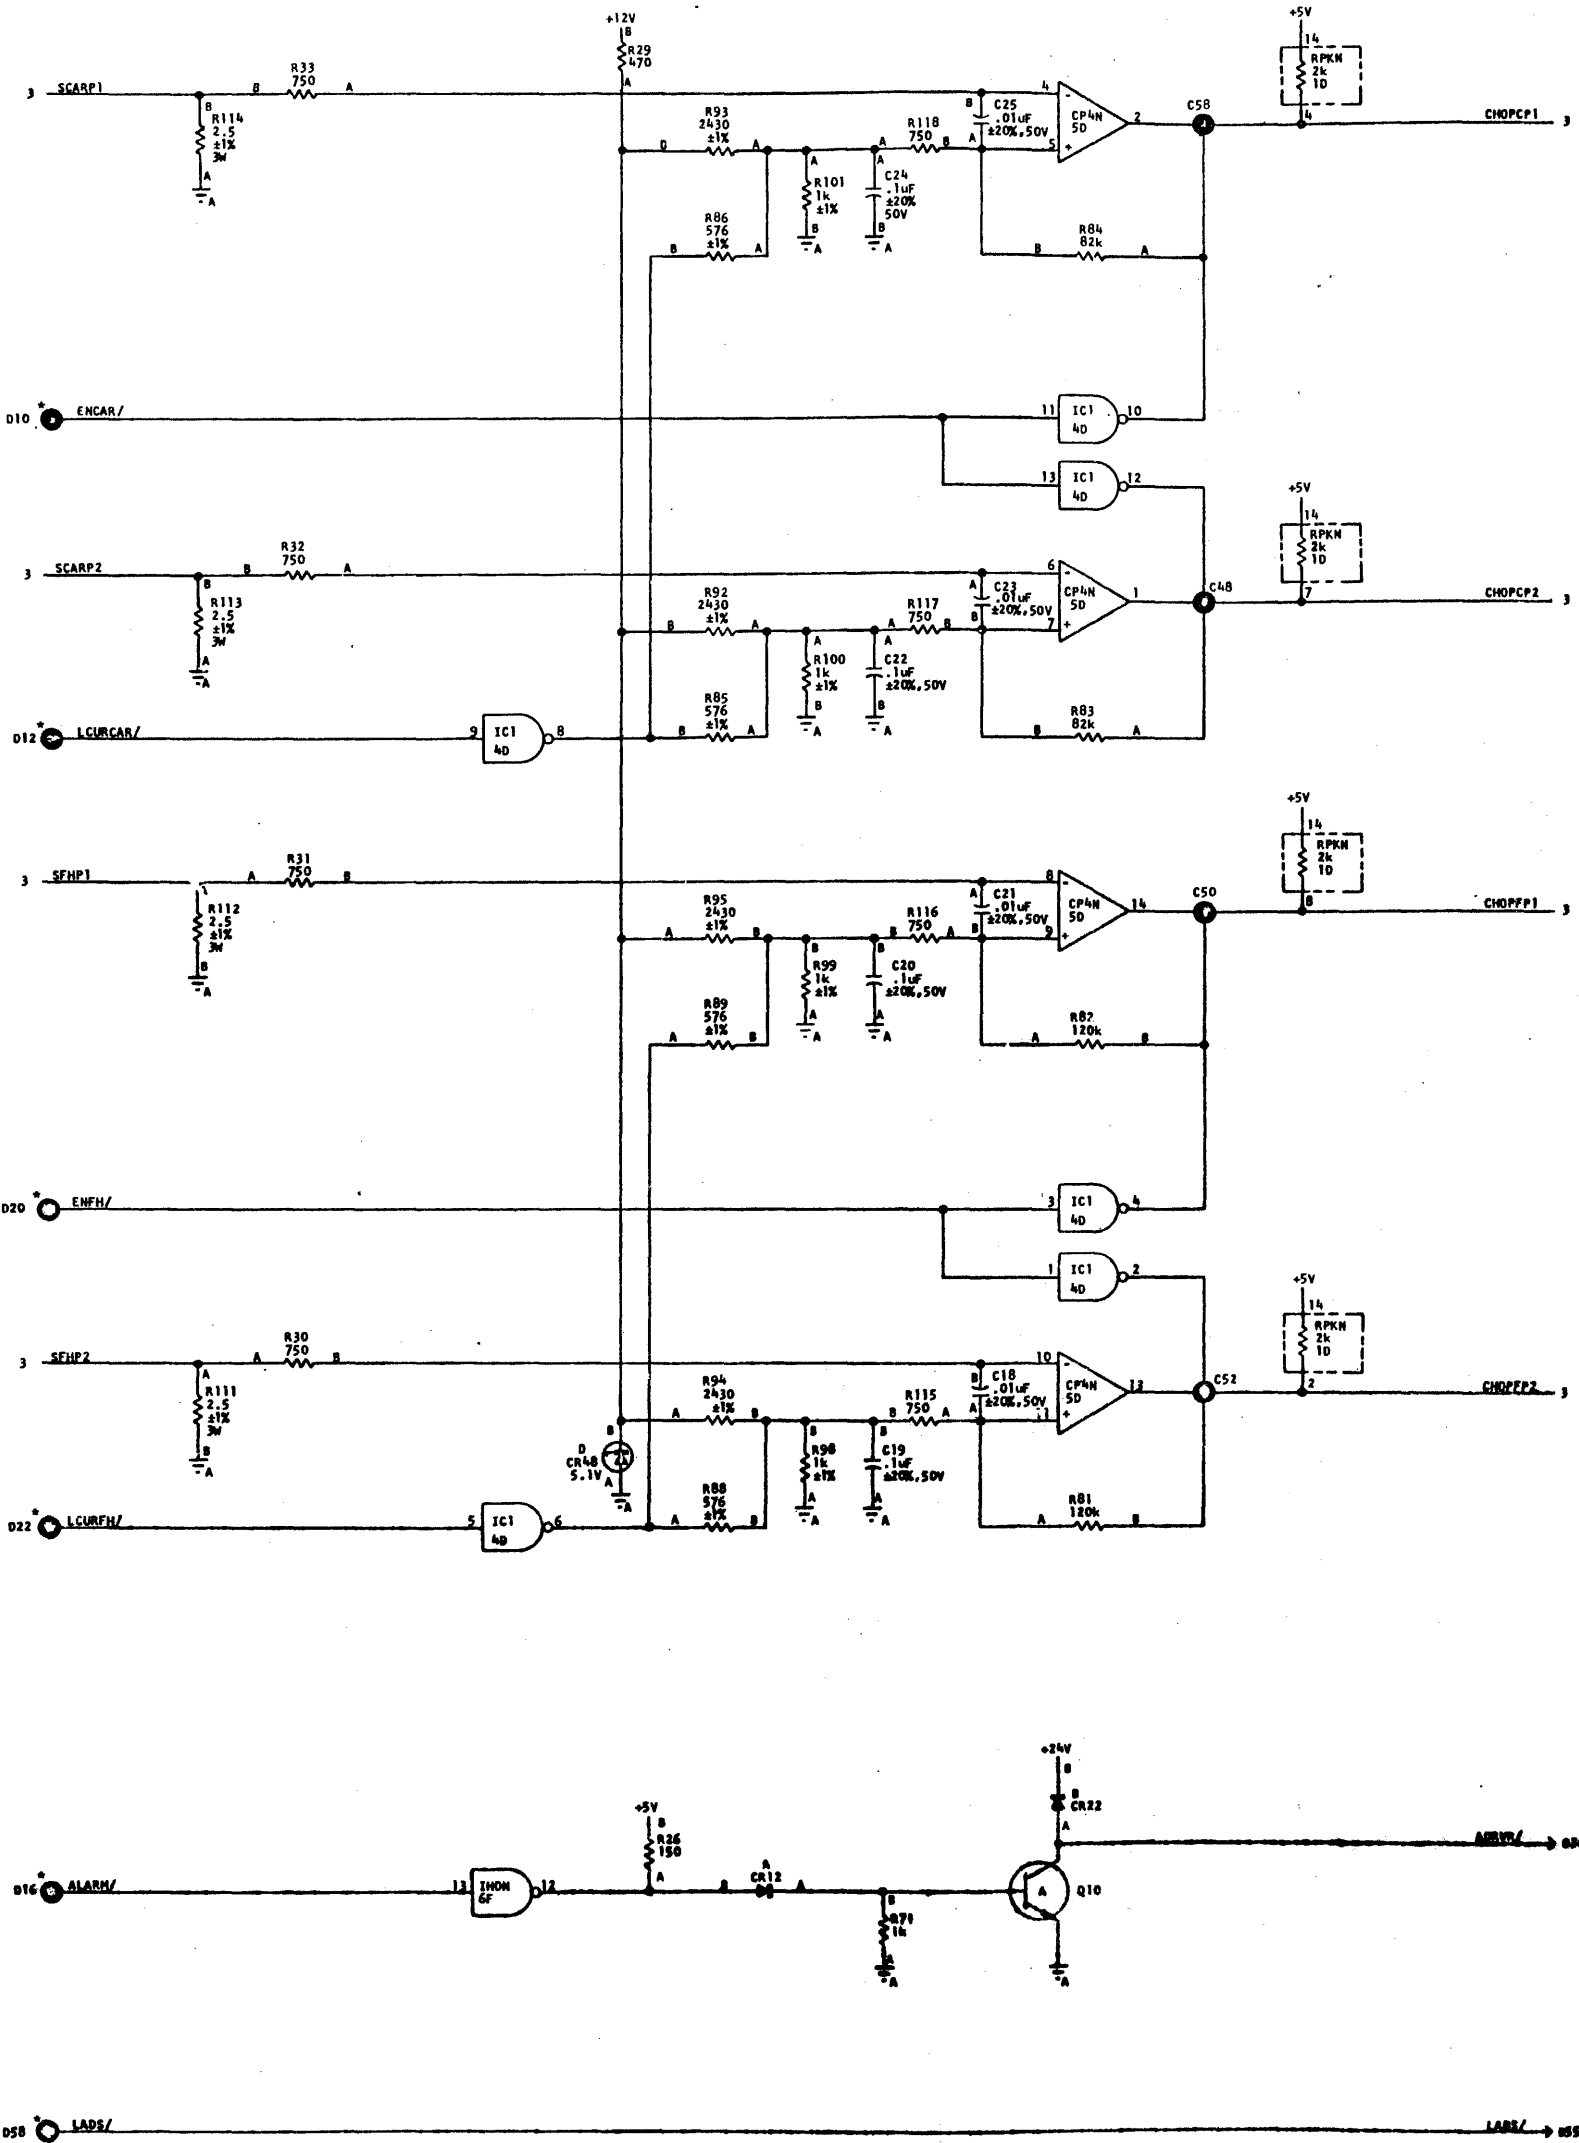 +12V
B
R29
470
A
+5V
14
RPKN
2k
1D
4
3 SCARP1
B
R33
750
A
B
R114
2.5
±1%
3W
A
A
R93
2430
±1%
A
R101
1k
±1%
B
A
A
A
C24
.1uF
±20%
50V
B
A
R118
750
B
B
C25
.01uF
±20%,50V
A
4
-
5
+
CP4N
5D
2
C58
CHOPCP1 3
R86
576
±1%
B
A
R84
82k
B
A
D10 * ENCAR/
11
IC1
4D
10
13
IC1
4D
12
+5V
14
RPKN
2k
1D
7
3 SCARP2
B
R32
750
A
B
R113
2.5
±1%
3W
A
A
R92
2430
±1%
B
A
A
R100
1k
±1%
B
A
A
A
C22
.1uF
±20%,50V
B
A
R117
750
B
A
C23
.01uF
±20%,50V
B
6
-
7
+
CP4N
5D
1
C48
CHOPCP2 3
R85
576
±1%
B
A
R83
82k
B
A
D12 * LCURCAR/
9
IC1
4D
8
+5V
14
RPKN
2k
1D
8
3 SFHP1
A
R31
750
B
R112
2.5
±1%
3W
B
A
R95
2430
±1%
A
B
B
R99
1k
±1%
A
A
B
B
C20
.1uF
±20%,50V
A
A
R116
750
A
A
C21
.01uF
±20%,50V
B
8
-
9
+
CP4N
5D
14
C50
CHOPFP1 3
R89
576
±1%
A
B
R82
120k
A
B
D20 * ENFH/
3
IC1
4D
4
1
IC1
4D
2
+5V
14
RPKN
2k
1D
2
3 SFHP2
A
R30
750
B
A
R111
2.5
±1%
3W
B
A
R94
2430
±1%
A
B
B
R98
1k
±1%
A
A
B
B
C19
.1uF
±20%,50V
A
A
R115
750
A
B
C18
.01uF
±20%,50V
A
10
-
11
+
CP4N
5D
13
C52
CHOPFP2 3
D
CR48
5.1V
A
A
R88
576
±1%
A
B
R81
120k
A
B
D22 * LCURFH/
5
IC1
4D
6
+24V
B
B
CR22
A
ADRVR/
+5V
B
R26
150
A
D16 * ALARM/
13
6F
12
B
A
CR12
A
B
R71
1k
A
A
A
Q10
A
D58 * LADS/
LADS/